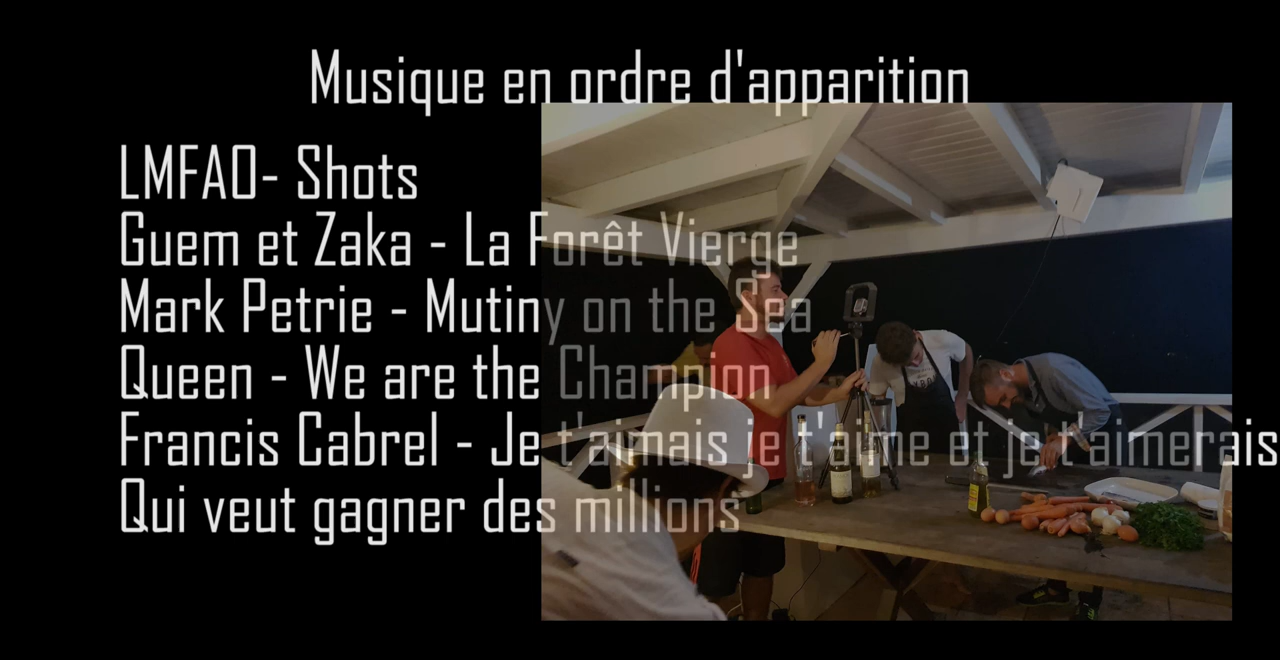 Musique en ordre d'apparition
LMFAO- Shots
Guem et Zaka - La Forêt Vierge
Mark Petrie - Mutiny on the Sea
Queen - We are the Champion
Francis Cabrel - Je t'aimais je t'aime et je t'aimerais
Qui veut gagner des millions